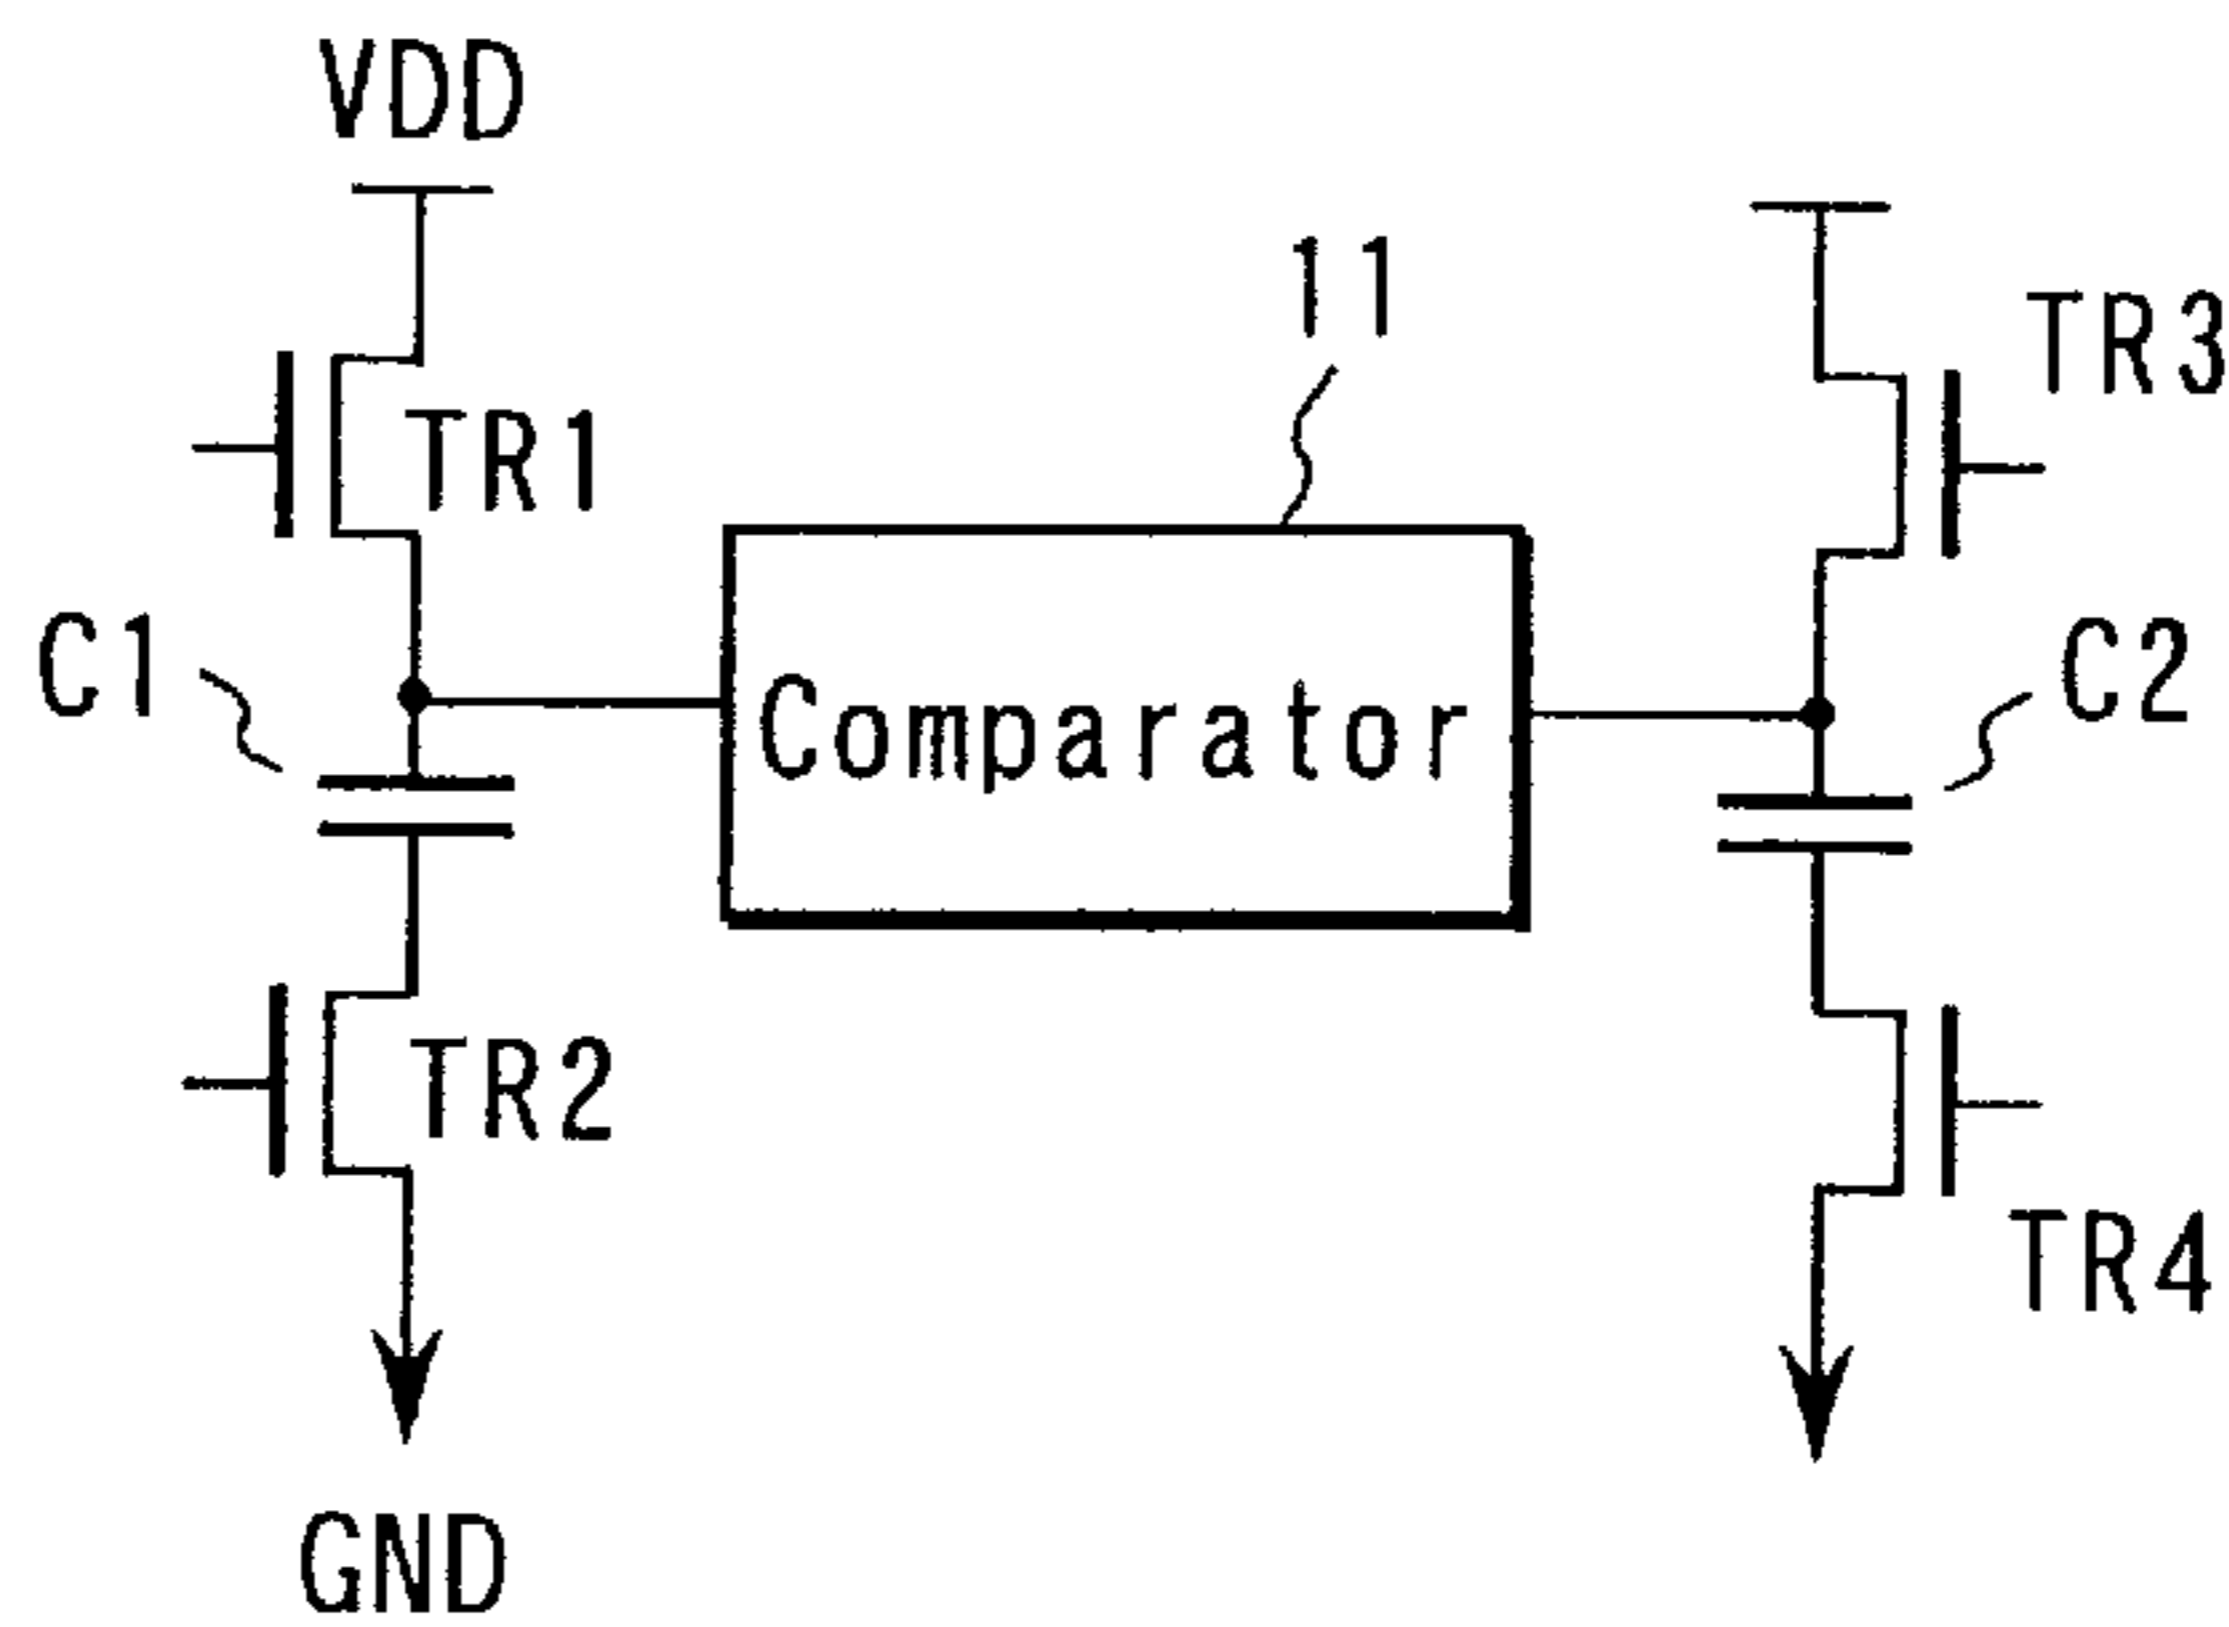 VDD
11
TR3
TR1
C1
C2
Comparator
TR2
TR4
GND